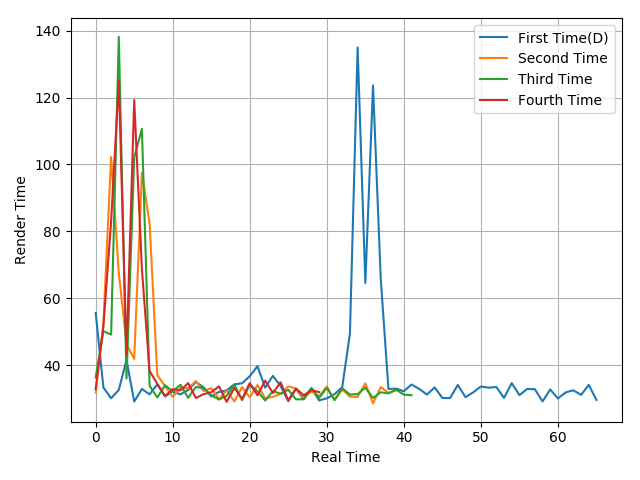 140
120
100
80
60
40
0
10
20
30
40
50
60
Render Time
Real Time
First Time(D)
Second Time
Third Time
Fourth Time